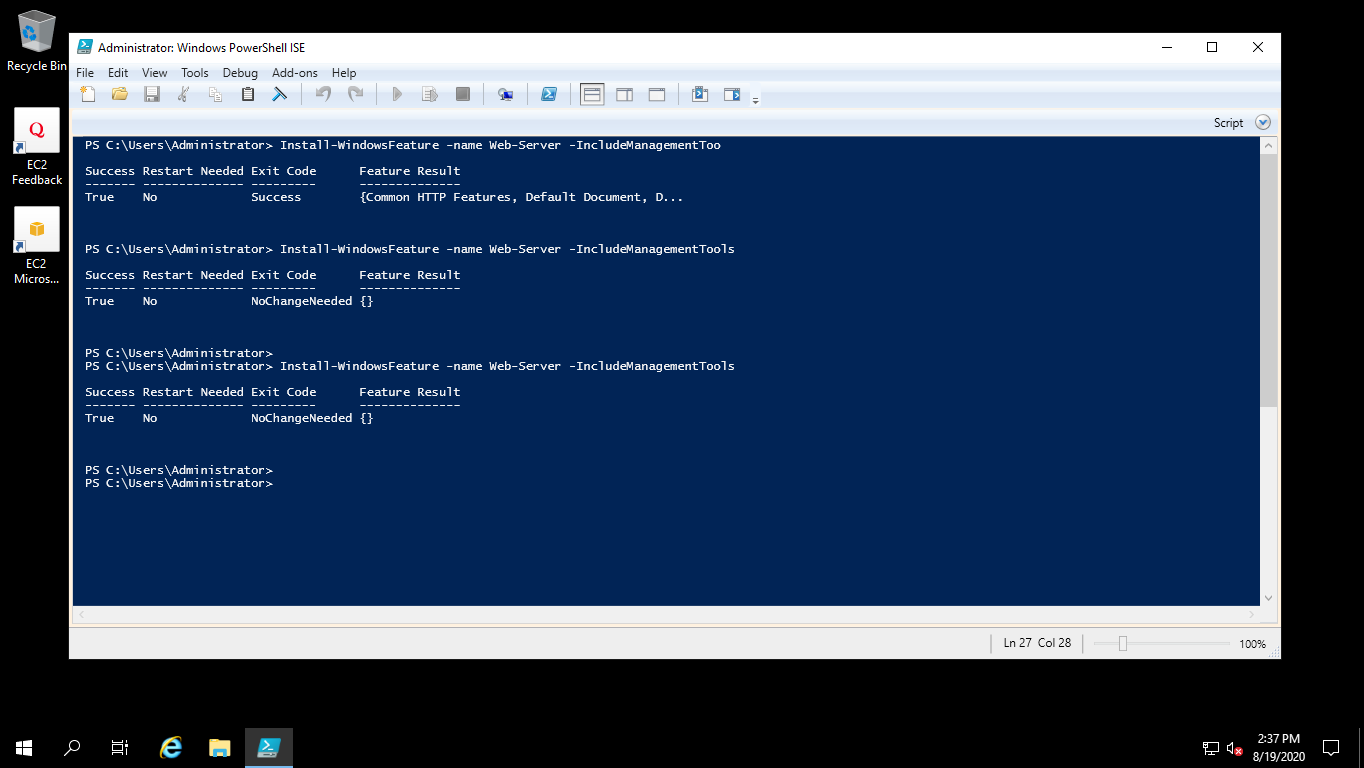 Recycle Bin
Q
EC2
Feedback
EC2
Micros...
Administrator: Windows PowerShell ISE
File Edit View Tools Debug Add-ons Help
Script
PS C:\Users\Administrator> Install-WindowsFeature -name Web-Server -IncludeManagementToo
Success Restart Needed Exit Code Feature Result
------- -------------- --------- --------------
True No Success {Common HTTP Features, Default Document, D...
PS C:\Users\Administrator> Install-WindowsFeature -name Web-Server -IncludeManagementTools
Success Restart Needed Exit Code Feature Result
------- -------------- --------- --------------
True No NoChangeNeeded {}
PS C:\Users\Administrator>
PS C:\Users\Administrator> Install-WindowsFeature -name Web-Server -IncludeManagementTools
Success Restart Needed Exit Code Feature Result
------- -------------- --------- --------------
True No NoChangeNeeded {}
PS C:\Users\Administrator>
PS C:\Users\Administrator>
Ln 27 Col 28 100%
2:37 PM
8/19/2020